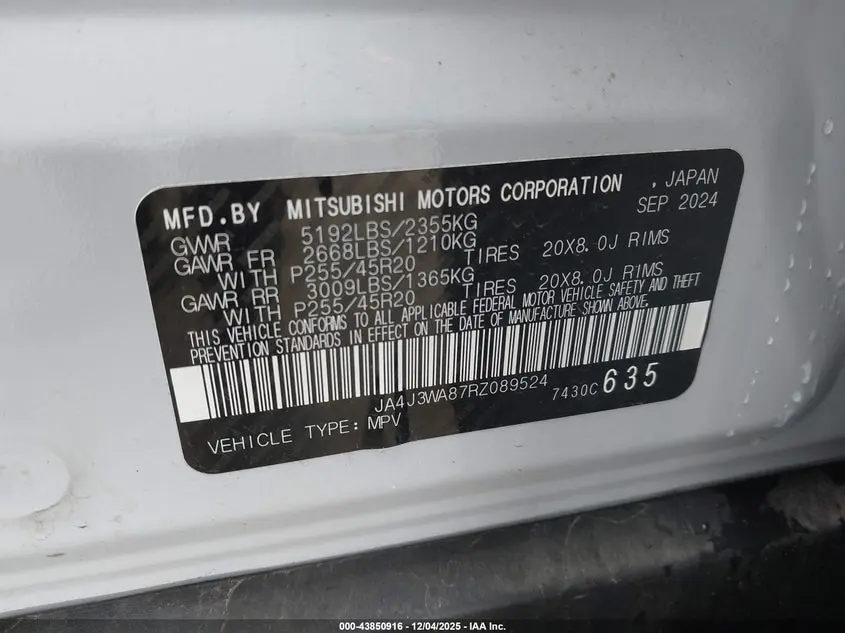 MFD.BY MITSUBISHI MOTORS CORPORATION , JAPAN
SEP 2024
GVWR 5192LBS/2355KG
GAWR FR 2668LBS/1210KG
WITH P255/45R20 TIRES 20X8.0J RIMS
GAWR RR 3009LBS/1365KG
WITH P255/45R20 TIRES 20X8.0J RIMS
THIS VEHICLE CONFORMS TO ALL APPLICABLE FEDERAL MOTOR VEHICLE SAFETY AND THEFT
PREVENTION STANDARDS IN EFFECT ON THE DATE OF MANUFACTURE SHOWN ABOVE.
JA4J3WA87RZ089524 7430C 635
VEHICLE TYPE: MPV
000-43850916 - 12/04/2025 - IAA Inc.